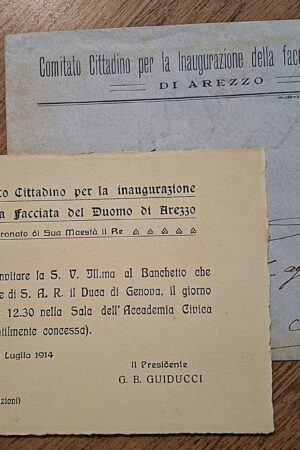 Comitato Cittadino per la Inaugurazione della facc
DI AREZZO
to Cittadino per la inaugurazione
a Facciata del Duomo di Arezzo
tronato di Sua Maestà il Re
nvitare la S. V. Ill.ma al Banchetto che
e di S. A. R. il Duca di Genova, il giorno
12.30 nella Sala dell'Accademia Civica
ntilmente concessa).
Luglio 1914
Il Presidente
G. B. GUIDUCCI
zioni)